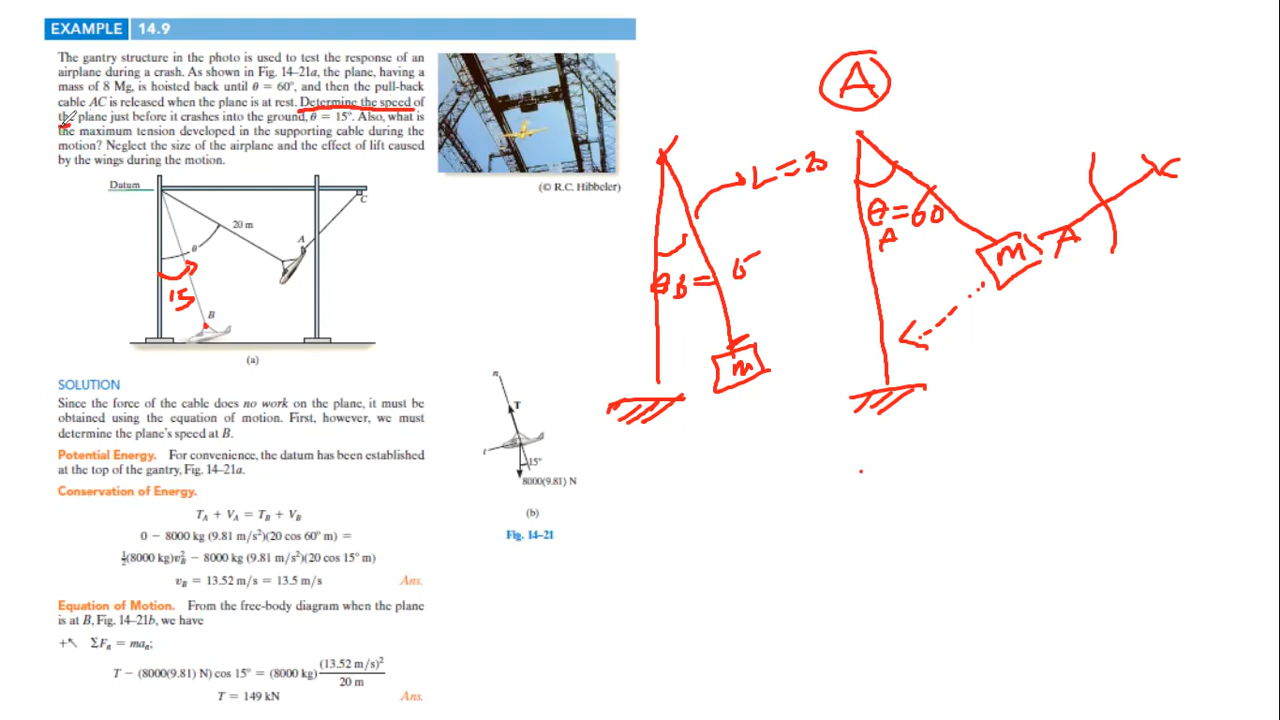 EXAMPLE 14.9
The gantry structure in the photo is used to test the response of an
airplane during a crash. As shown in Fig. 14–21a, the plane, having a
mass of 8 Mg, is hoisted back until θ = 60°, and then the pull-back
cable AC is released when the plane is at rest. Determine the speed of
the plane just before it crashes into the ground, θ = 15°. Also, what is
the maximum tension developed in the supporting cable during the
motion? Neglect the size of the airplane and the effect of lift caused
by the wings during the motion.
(© R.C. Hibbeler)
Datum
C
20 m
A
θ
15
B
(a)
SOLUTION
Since the force of the cable does no work on the plane, it must be
obtained using the equation of motion. First, however, we must
determine the plane's speed at B.
Potential Energy. For convenience, the datum has been established
at the top of the gantry, Fig. 14–21a.
Conservation of Energy.
T_A + V_A = T_B + V_B
0 − 8000 kg (9.81 m/s²)(20 cos 60° m) =
½(8000 kg)v_B² − 8000 kg (9.81 m/s²)(20 cos 15° m)
v_B = 13.52 m/s = 13.5 m/s Ans.
Equation of Motion. From the free-body diagram when the plane
is at B, Fig. 14–21b, we have
+↖ ΣF_n = ma_n;
T − (8000(9.81) N) cos 15° = (8000 kg) (13.52 m/s)² / 20 m
T = 149 kN Ans.
n
T
t
15°
8000(9.81) N
(b)
Fig. 14–21
L = 20
θ_B =
m
A
θ_A = 60
m
A